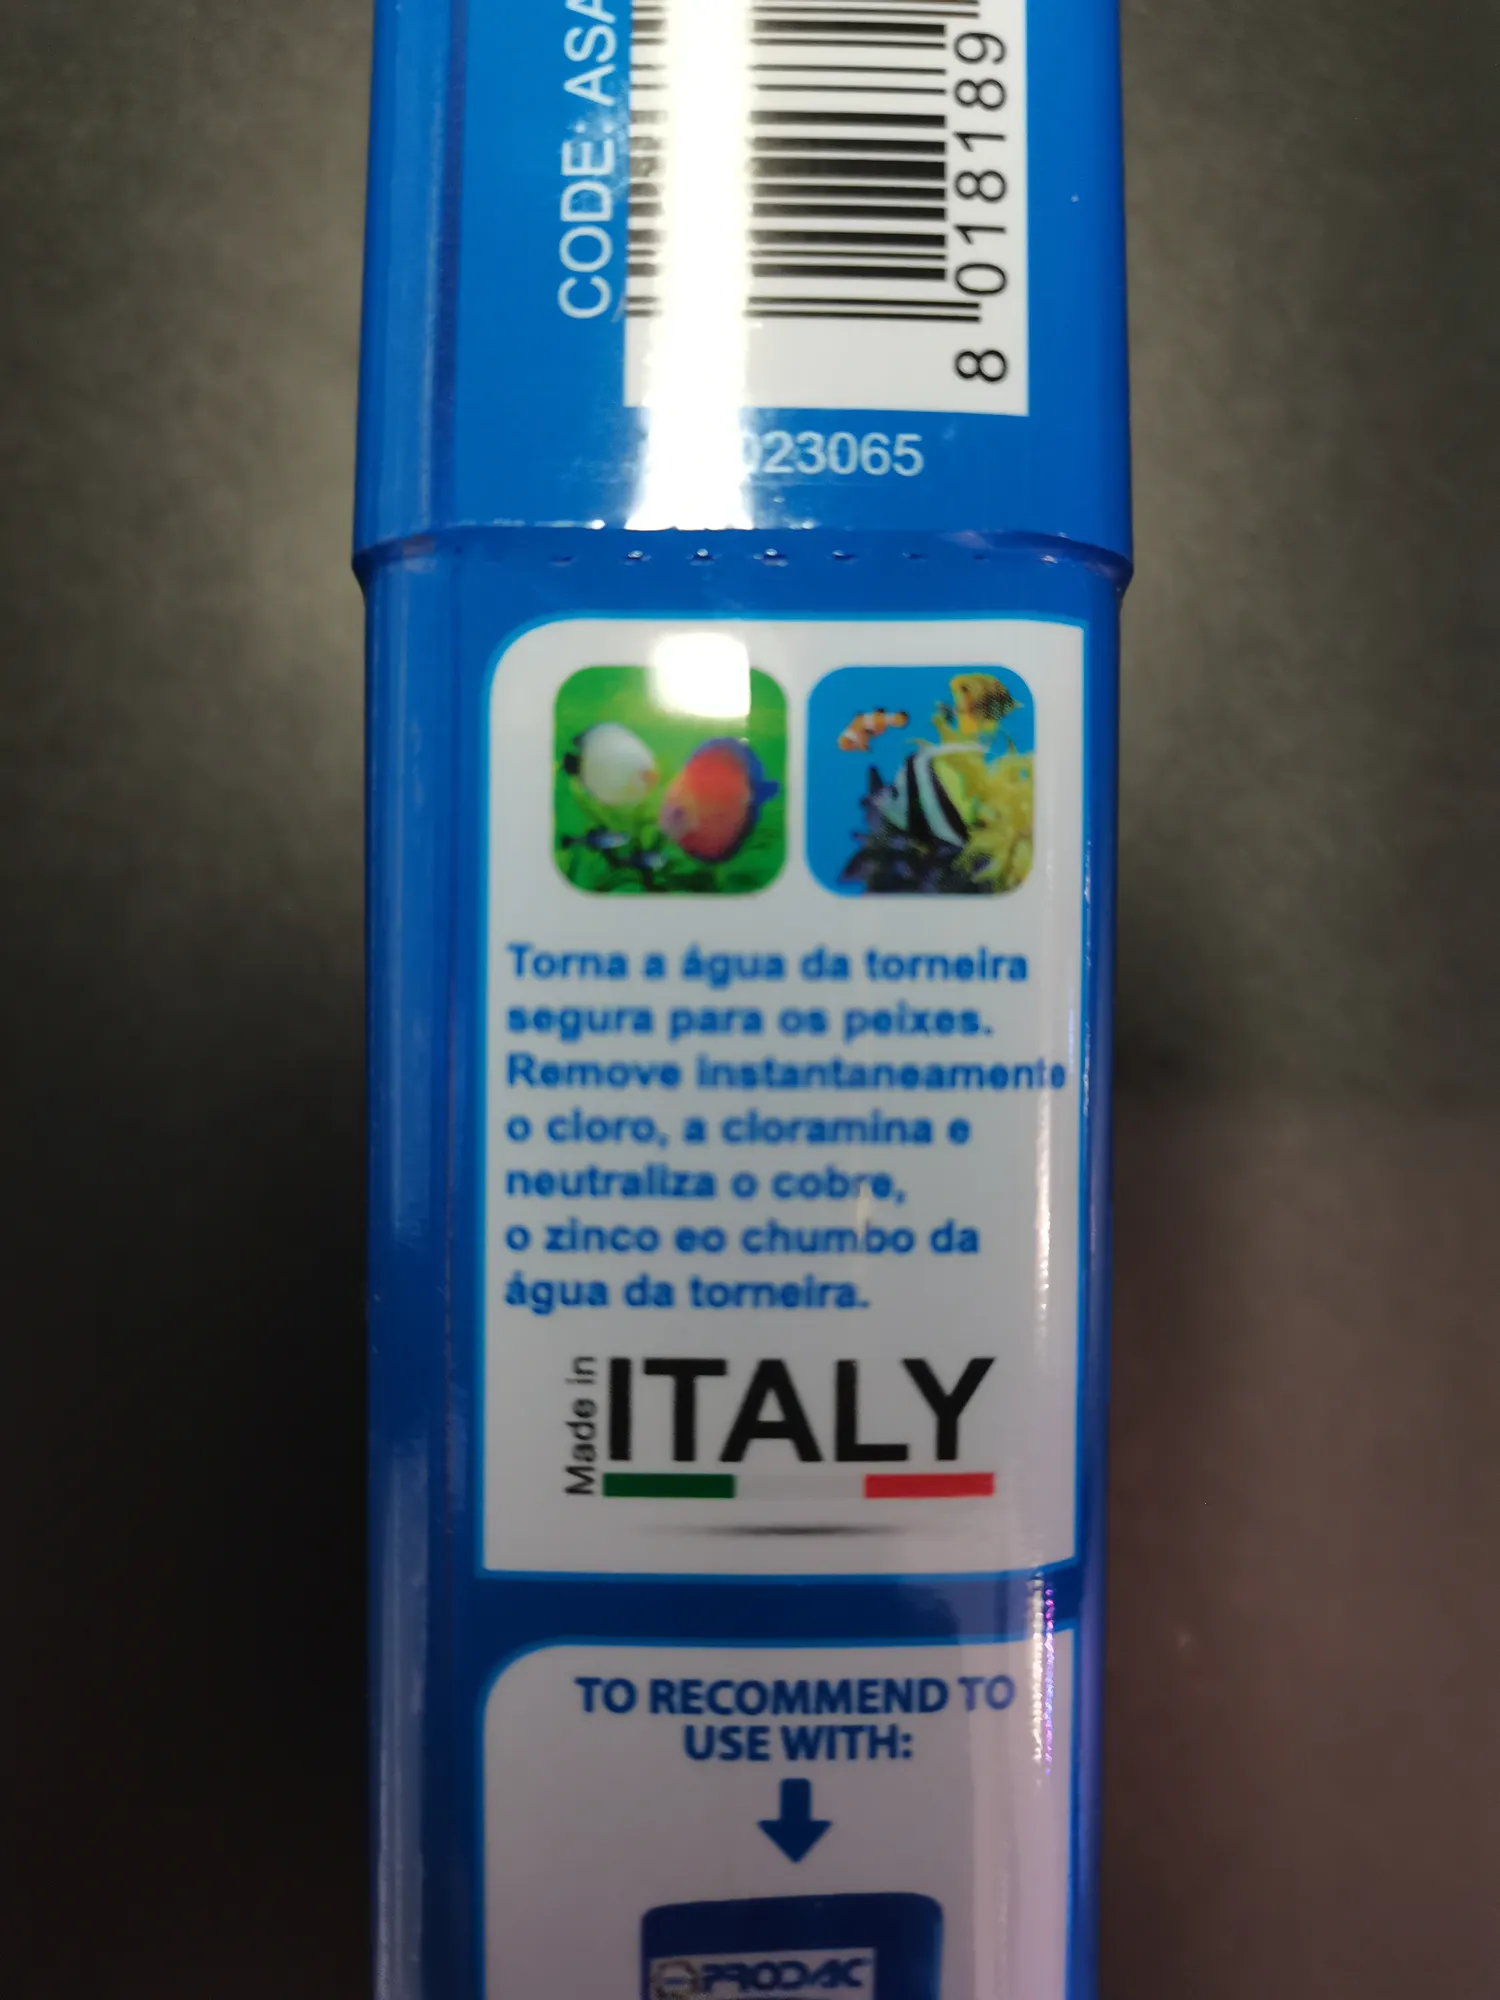 CODE: ASA
8 018189
023065
Torna a água da torneira
segura para os peixes.
Remove instantaneamente
o cloro, a cloramina e
neutraliza o cobre,
o zinco eo chumbo da
água da torneira.
Made in
ITALY
TO RECOMMEND TO
USE WITH:
PRODAC